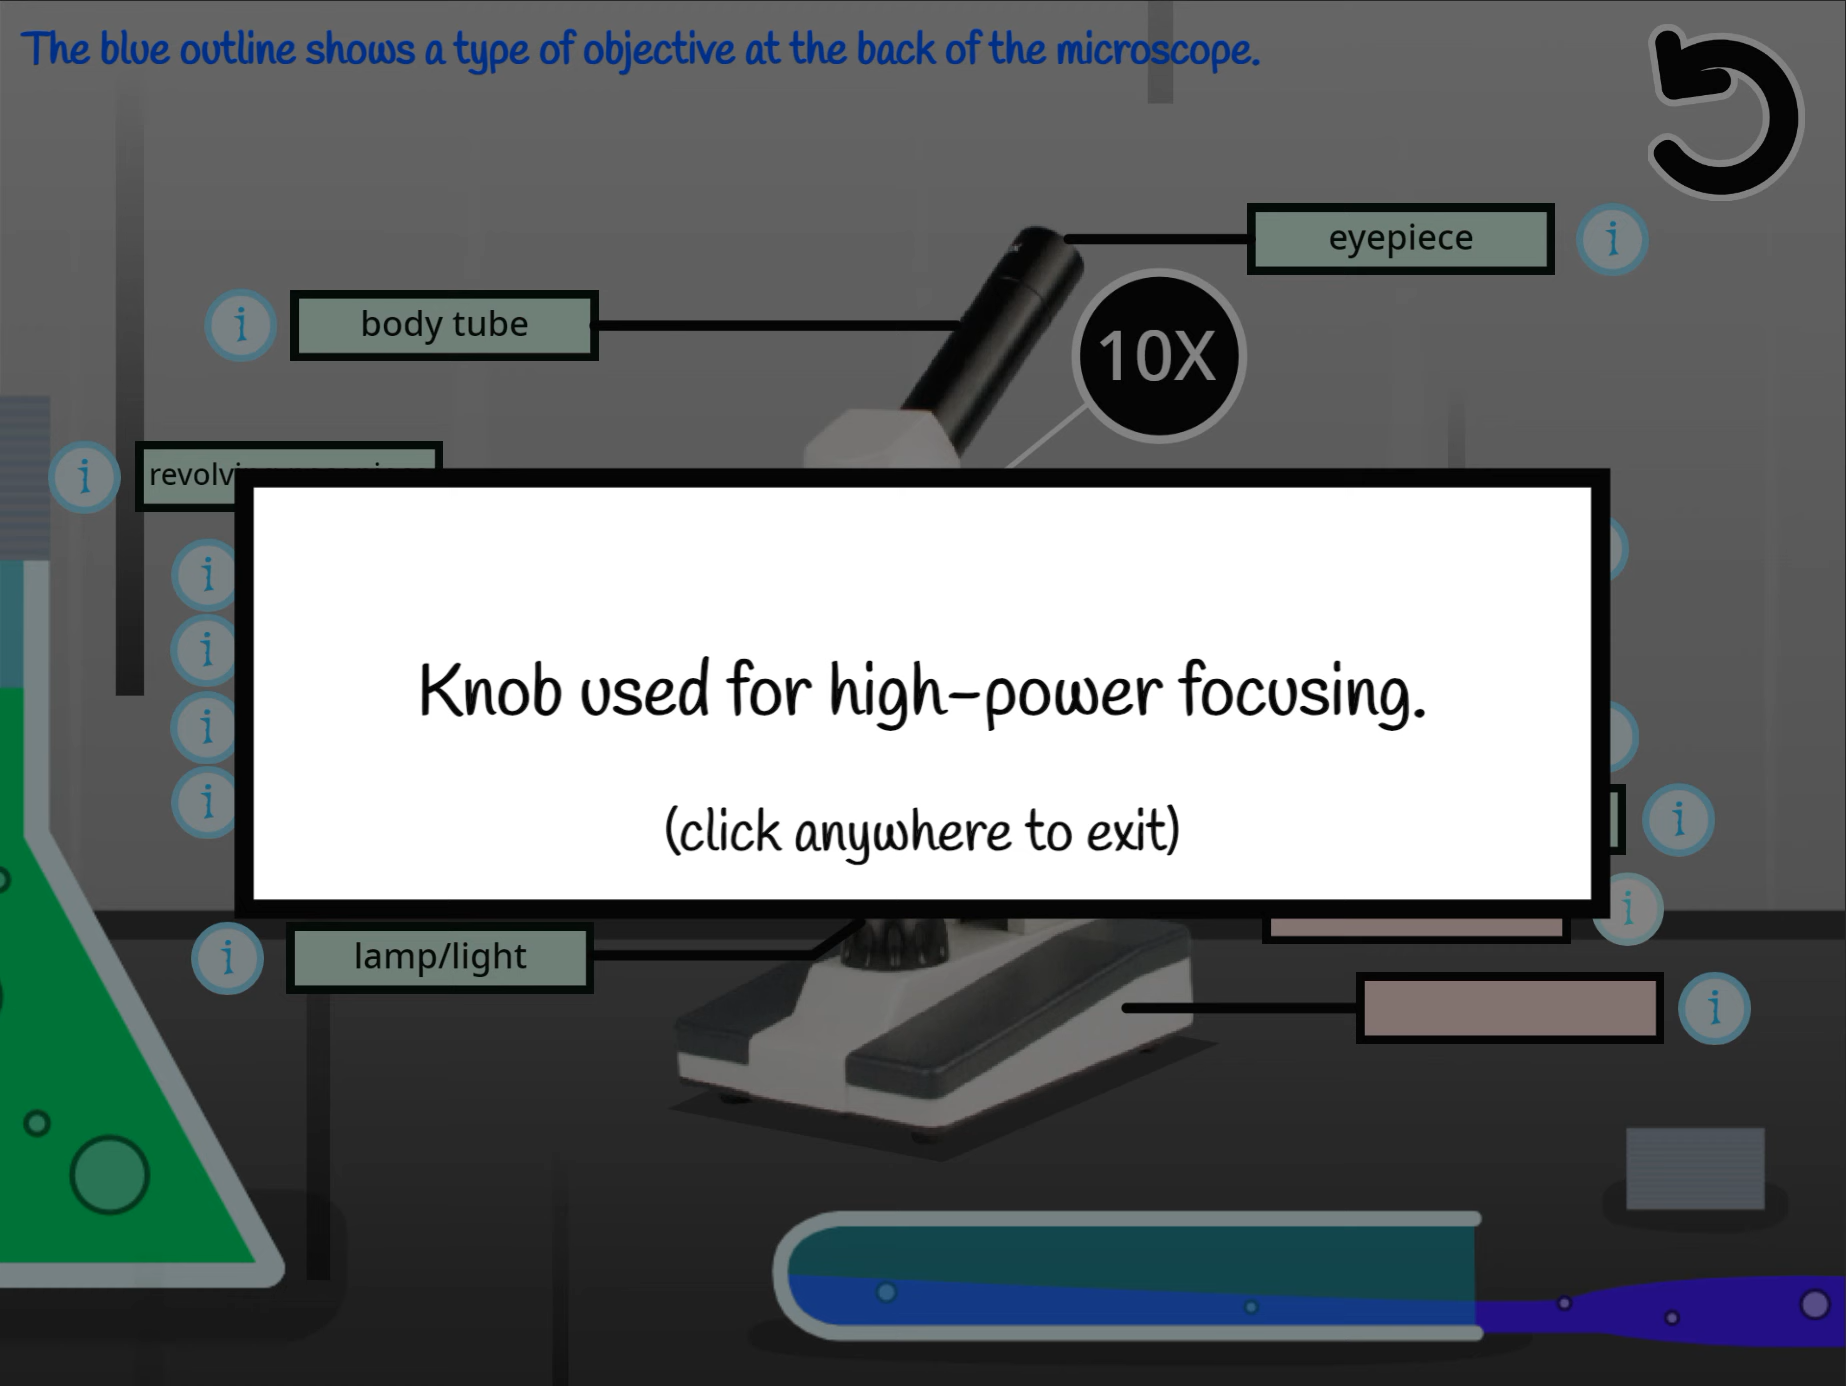 The blue outline shows a type of objective at the back of the microscope.
eyepiece
i
i
body tube
10X
i
i
i
i
i
Knob used for high-power focusing.
(click anywhere to exit)
i
i
i
lamp/light
i